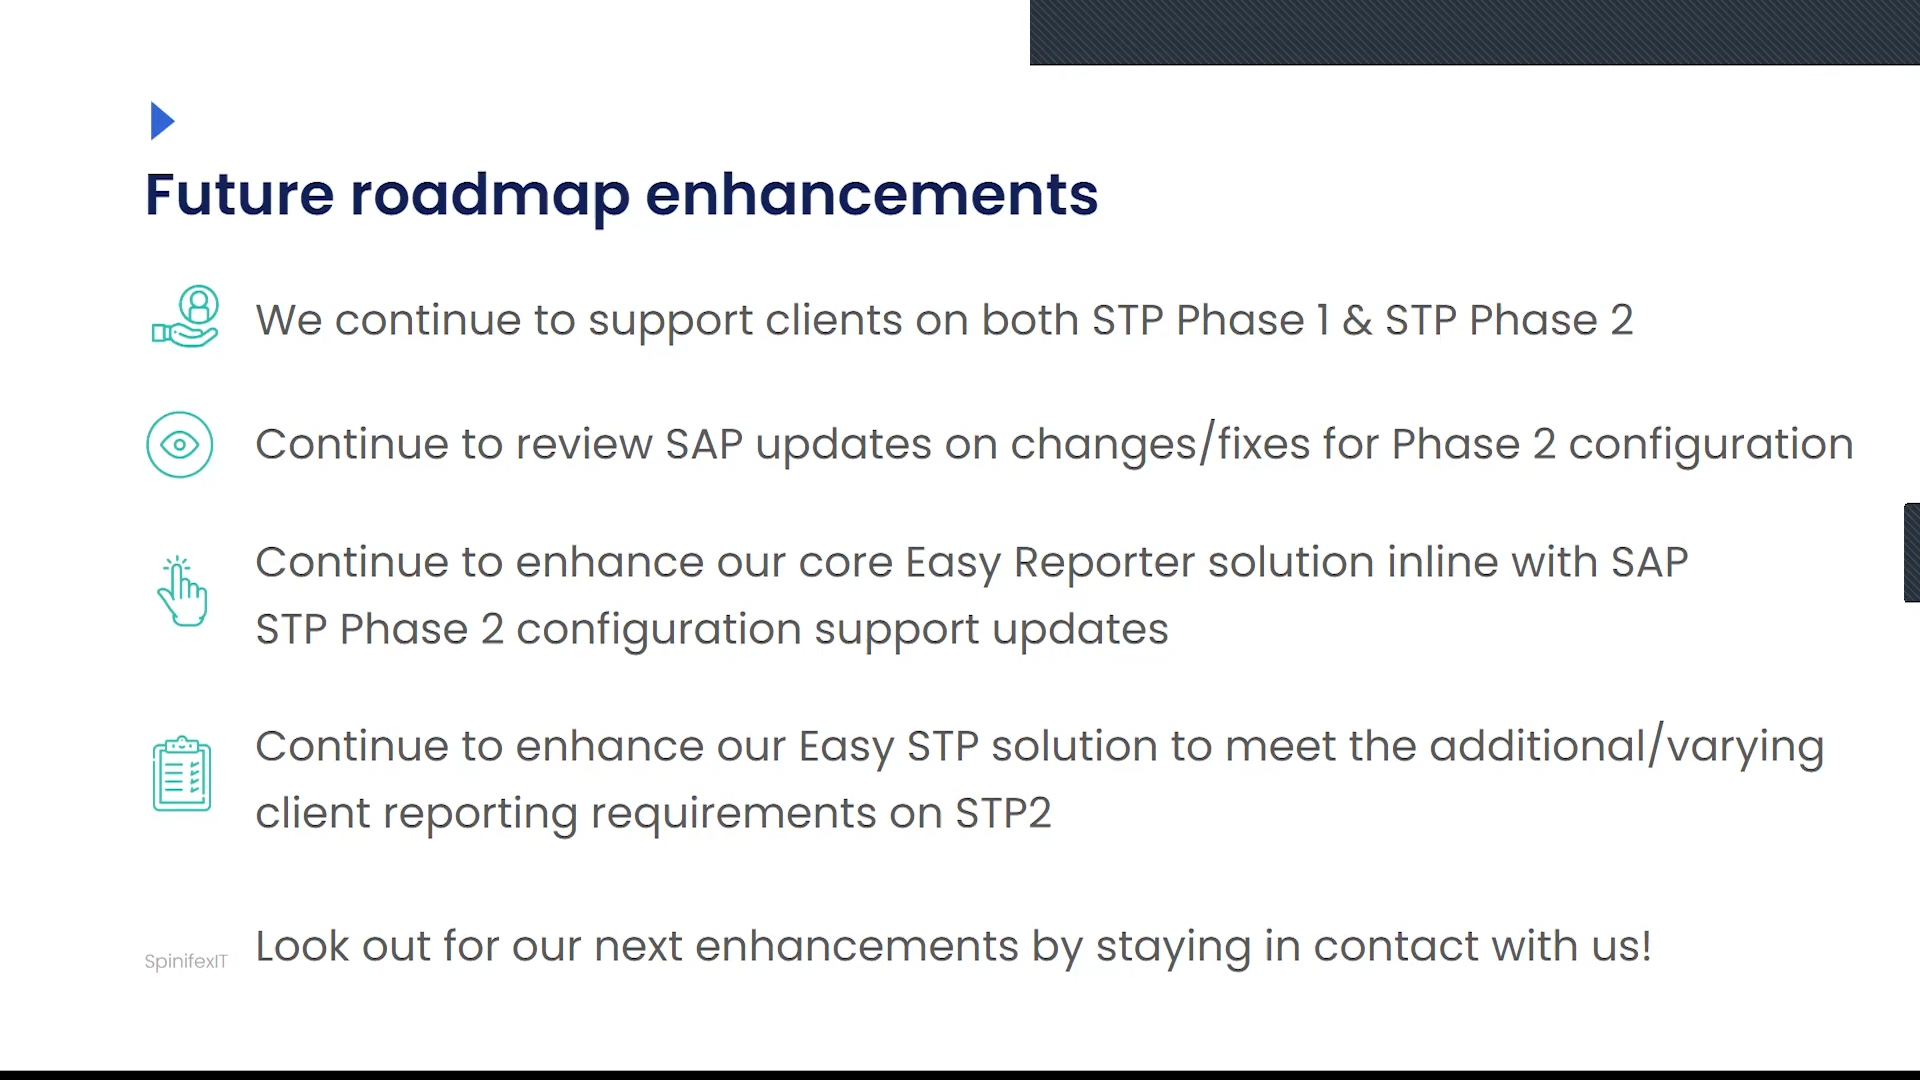 Future roadmap enhancements
We continue to support clients on both STP Phase 1 & STP Phase 2
Continue to review SAP updates on changes/fixes for Phase 2 configuration
Continue to enhance our core Easy Reporter solution inline with SAP
STP Phase 2 configuration support updates
Continue to enhance our Easy STP solution to meet the additional/varying
client reporting requirements on STP2
Look out for our next enhancements by staying in contact with us!
SpinifexIT